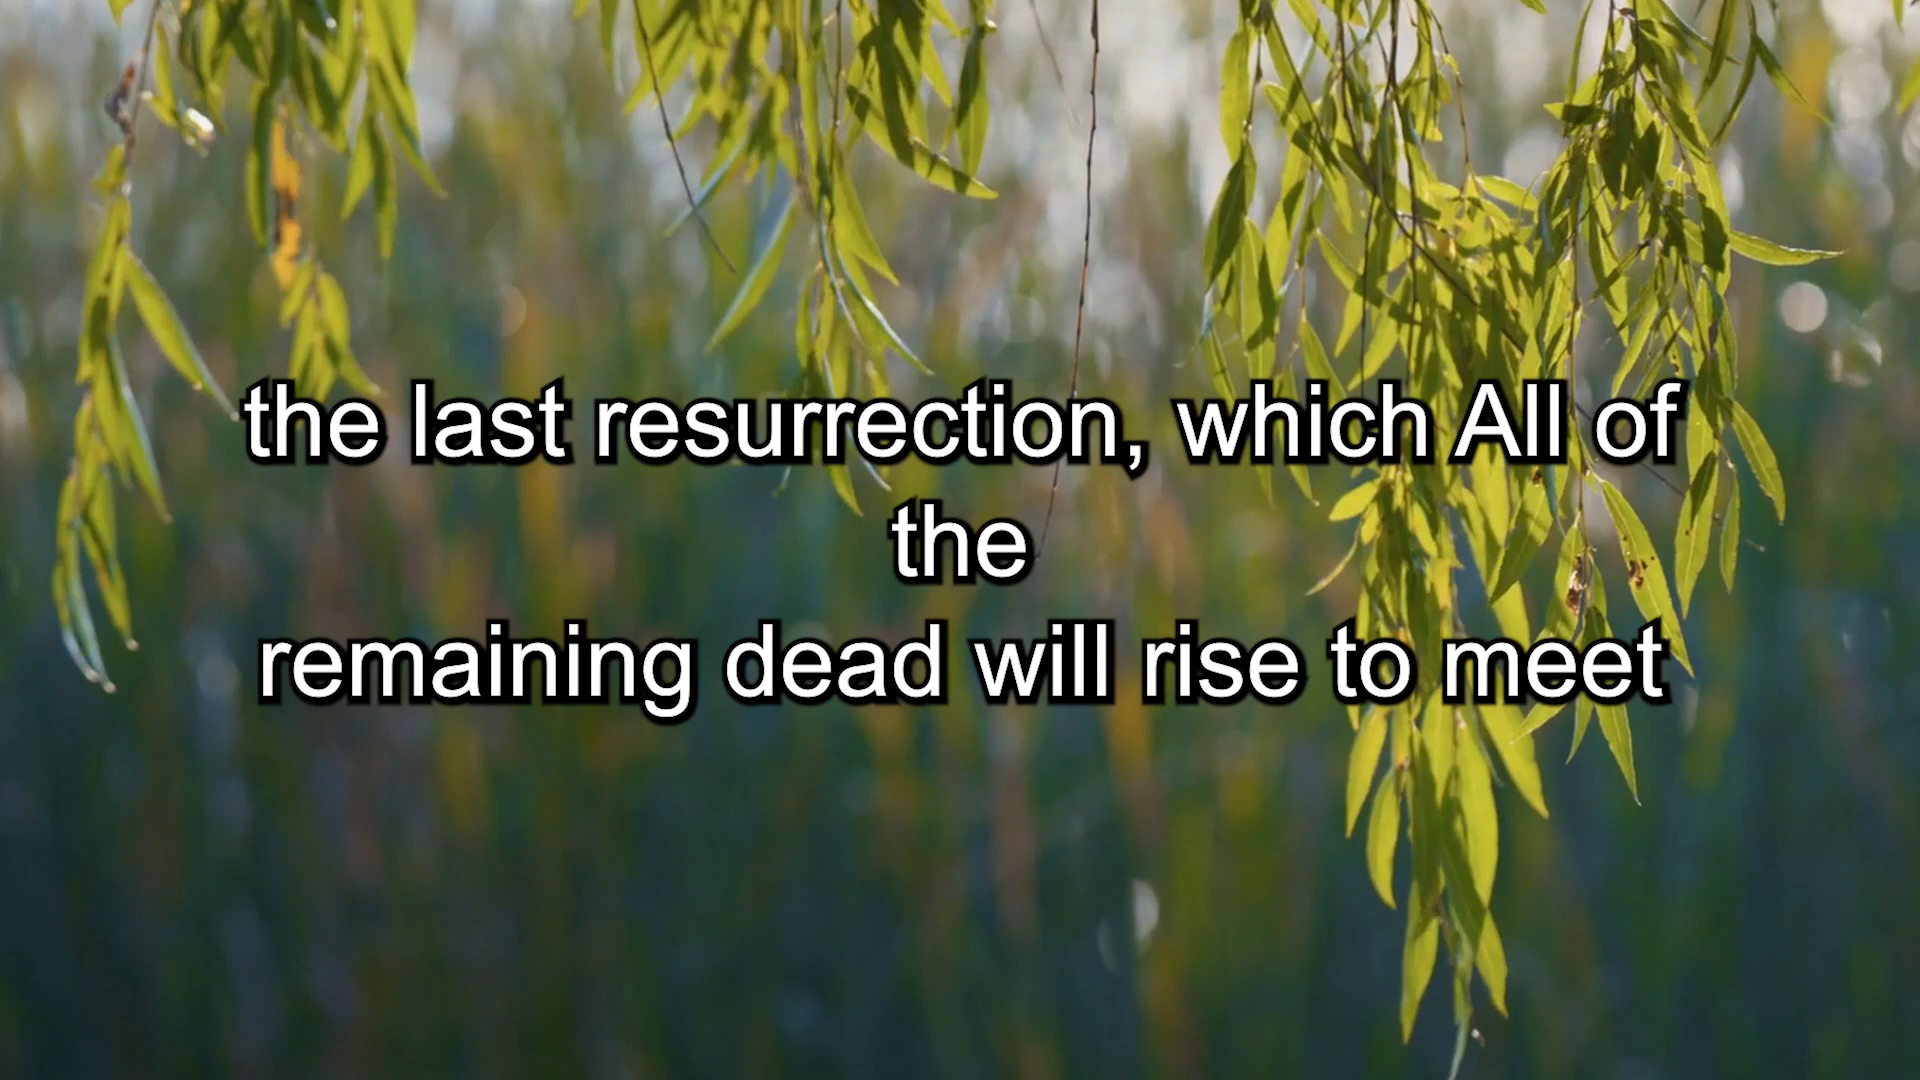 the last resurrection, which All of
the
remaining dead will rise to meet